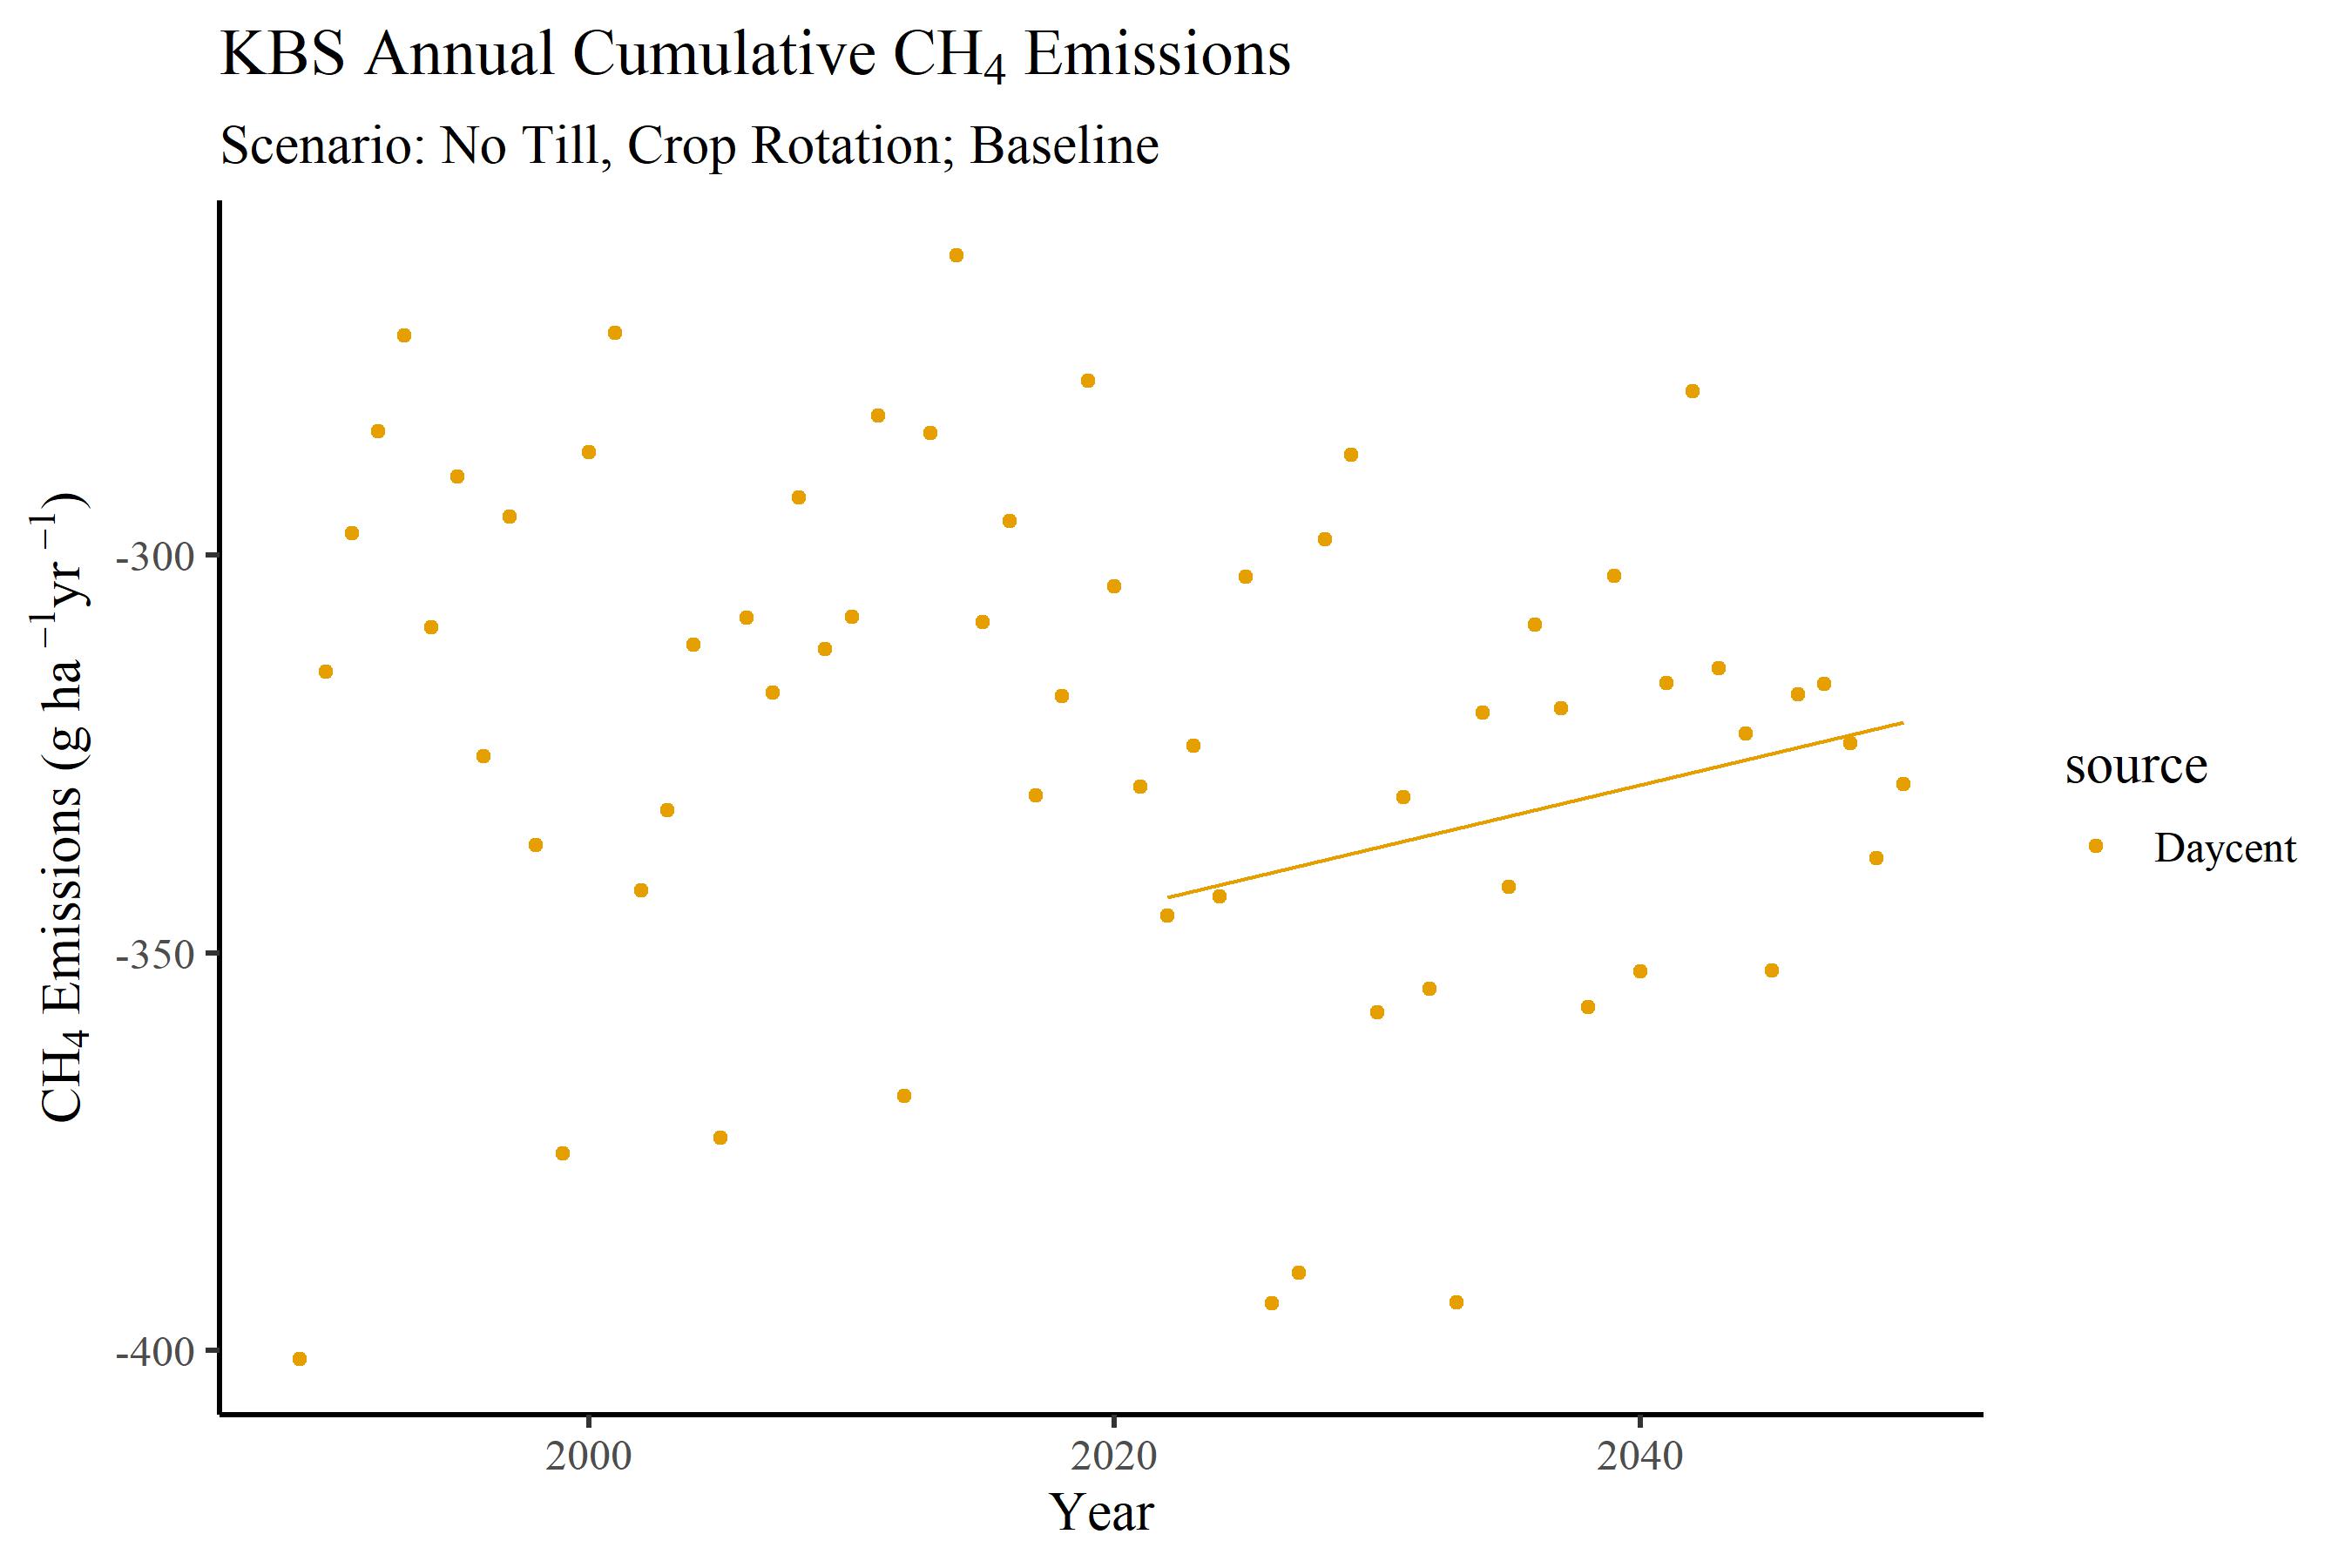 KBS Annual Cumulative CH₄ Emissions
Scenario: No Till, Crop Rotation; Baseline
CH₄ Emissions (g ha ⁻¹yr ⁻¹)
-300
-350
-400
2000
2020
2040
Year
source
Daycent